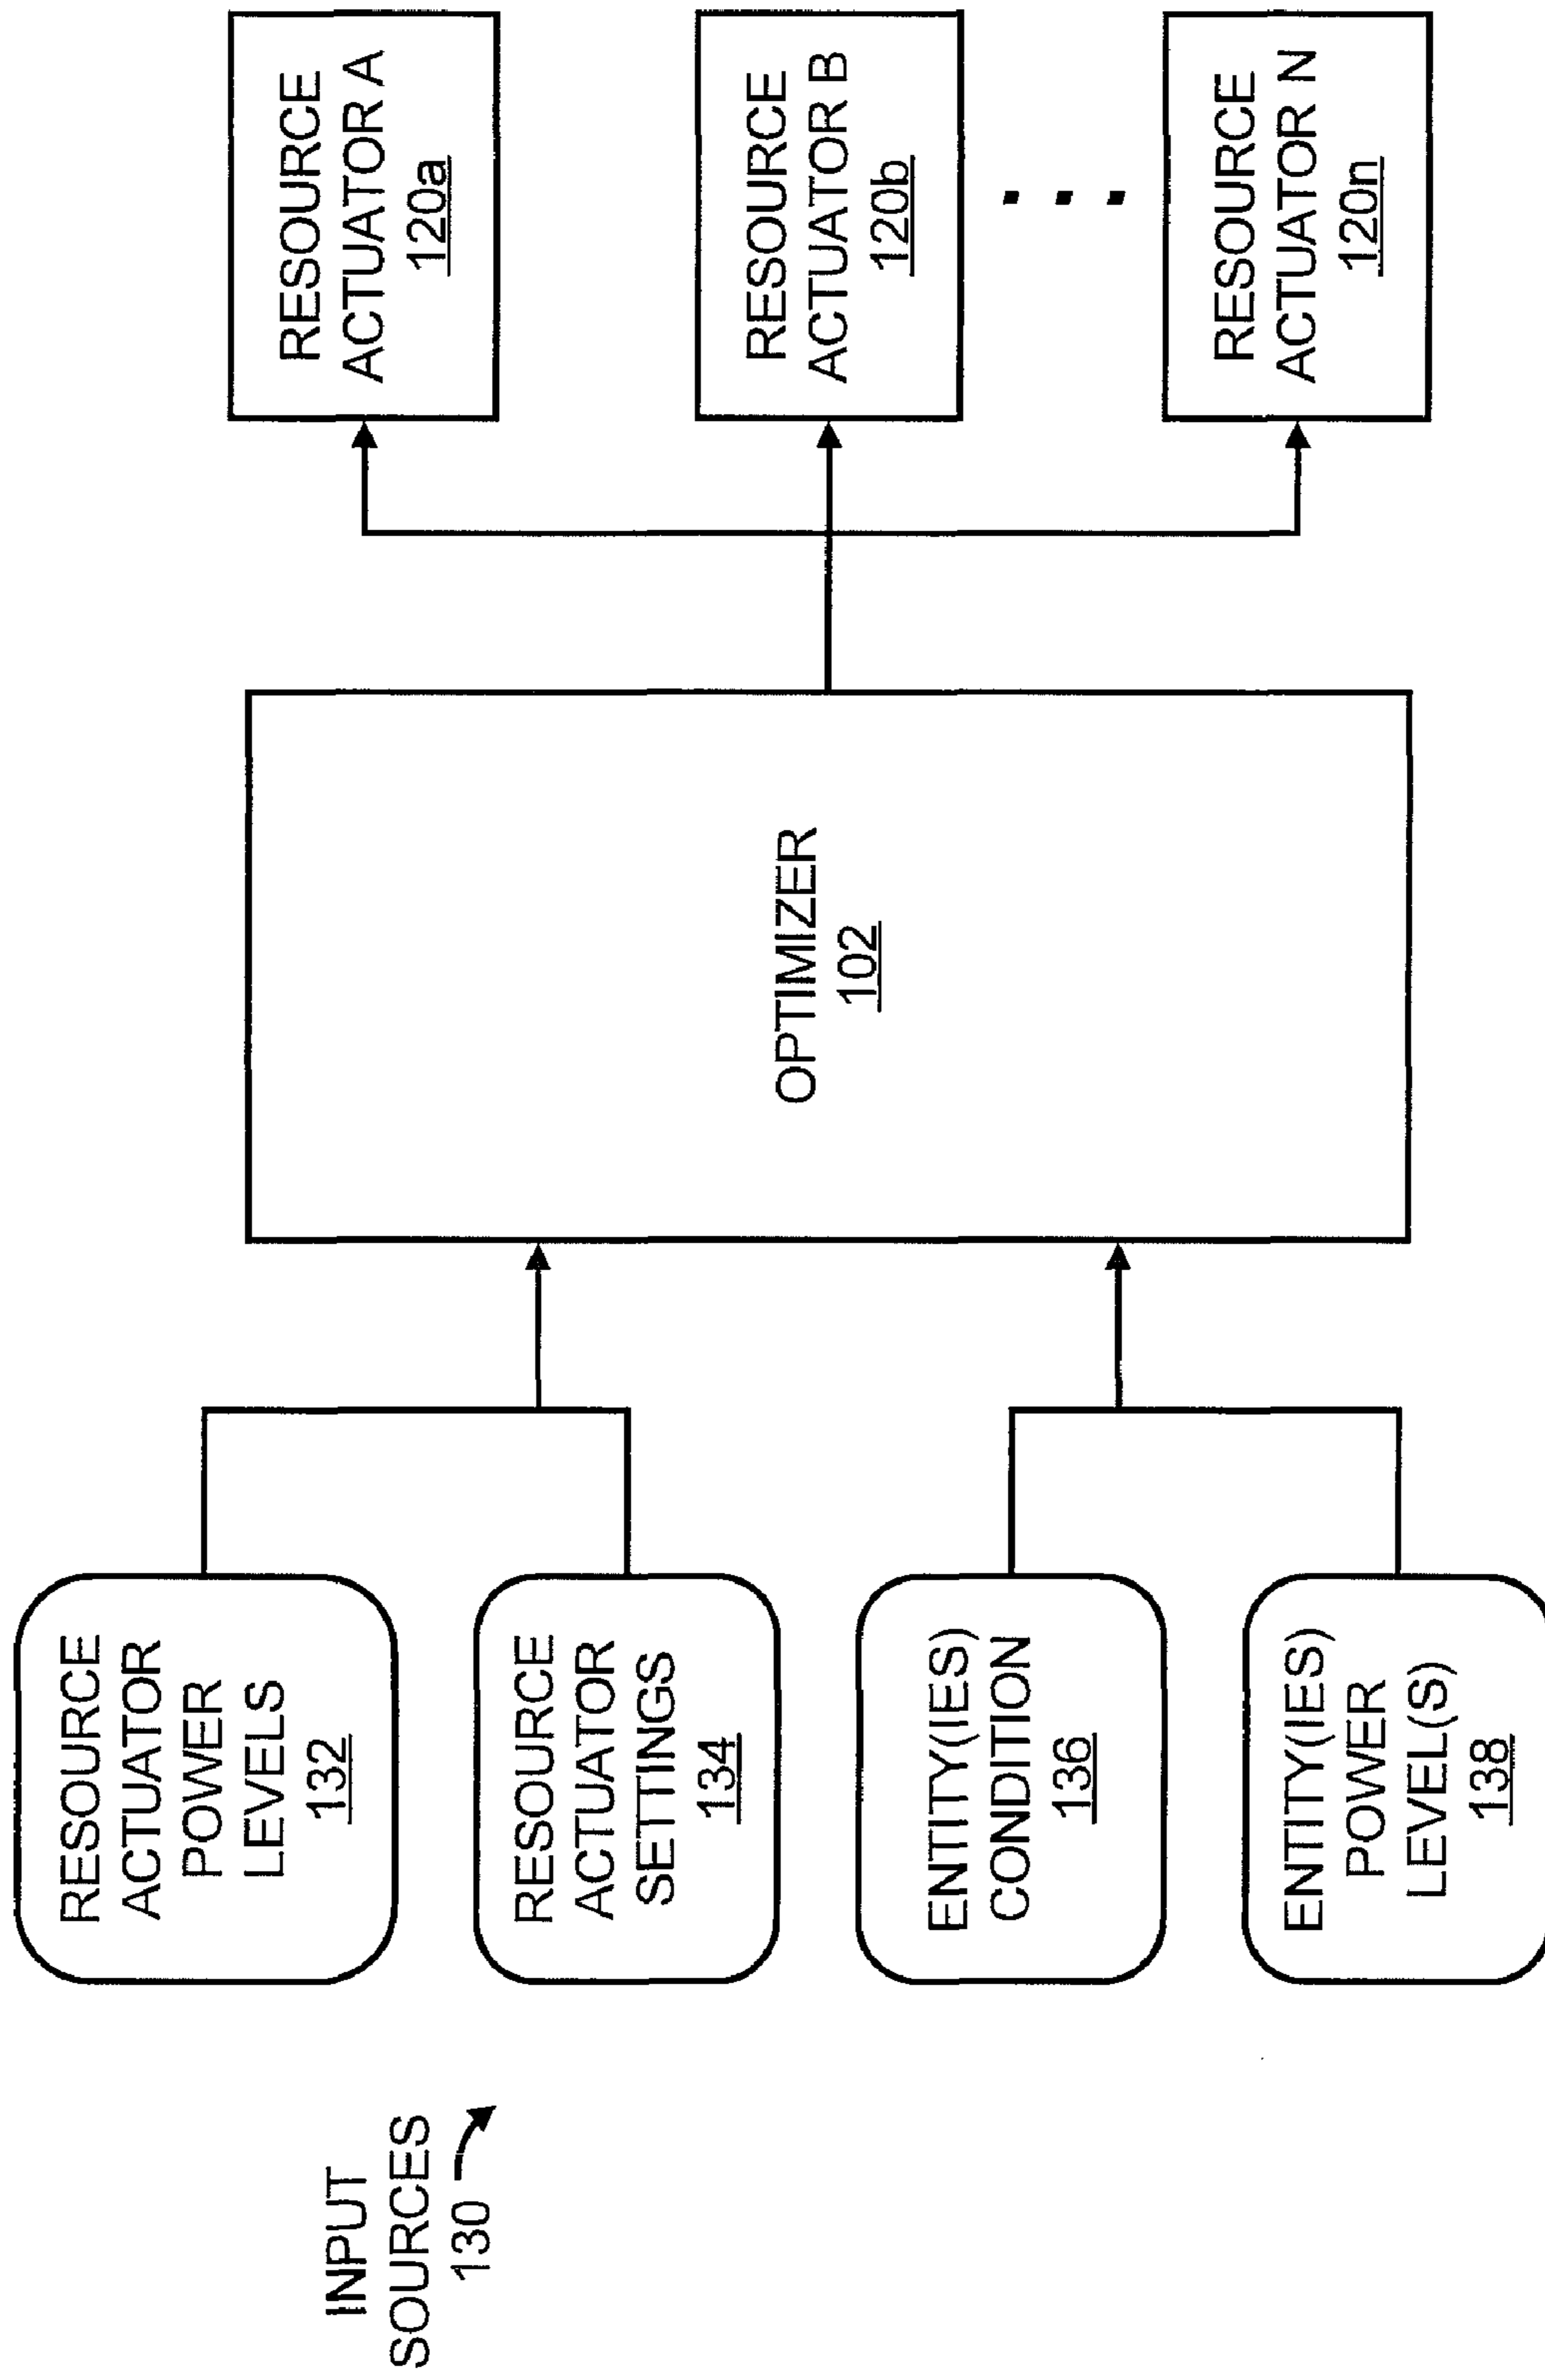 INPUT
SOURCES
130
RESOURCE
ACTUATOR
POWER
LEVELS
132
RESOURCE
ACTUATOR
SETTINGS
134
ENTITY(IES)
CONDITION
136
ENTITY(IES)
POWER
LEVEL(S)
138
OPTIMIZER
102
RESOURCE
ACTUATOR A
120a
RESOURCE
ACTUATOR B
120b
. . .
RESOURCE
ACTUATOR N
120n